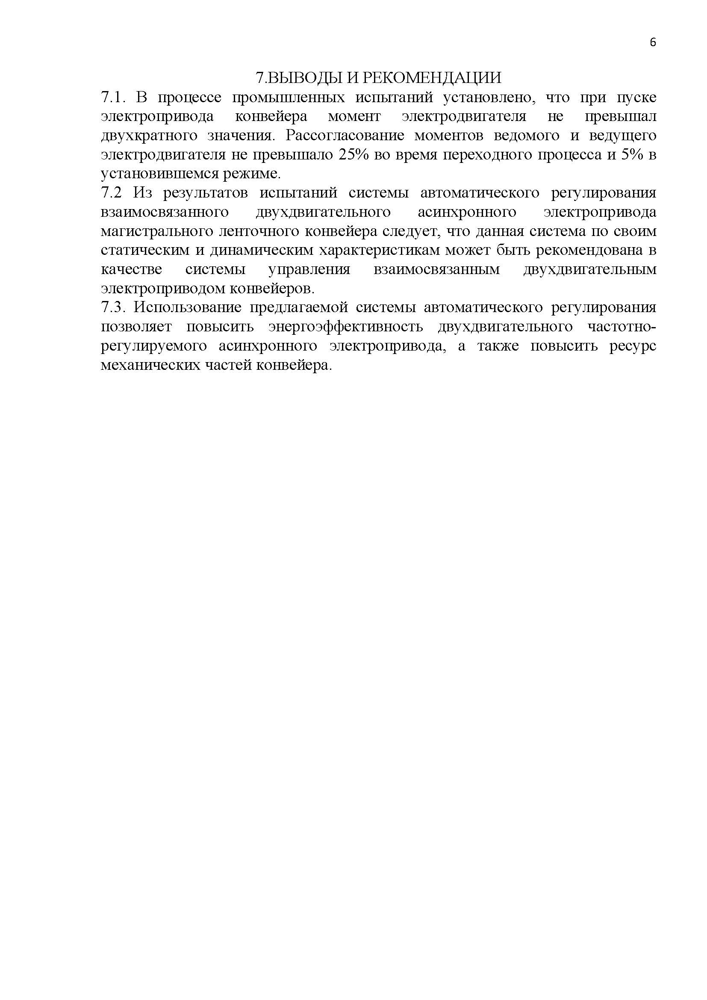 6
7.ВЫВОДЫ И РЕКОМЕНДАЦИИ
7.1. В процессе промышленных испытаний установлено, что при пуске
электропривода конвейера момент электродвигателя не превышал
двухкратного значения. Рассогласование моментов ведомого и ведущего
электродвигателя не превышало 25% во время переходного процесса и 5% в
установившемся режиме.
7.2 Из результатов испытаний системы автоматического регулирования
взаимосвязанного двухдвигательного асинхронного электропривода
магистрального ленточного конвейера следует, что данная система по своим
статическим и динамическим характеристикам может быть рекомендована в
качестве системы управления взаимосвязанным двухдвигательным
электроприводом конвейеров.
7.3. Использование предлагаемой системы автоматического регулирования
позволяет повысить энергоэффективность двухдвигательного частотно-
регулируемого асинхронного электропривода, а также повысить ресурс
механических частей конвейера.